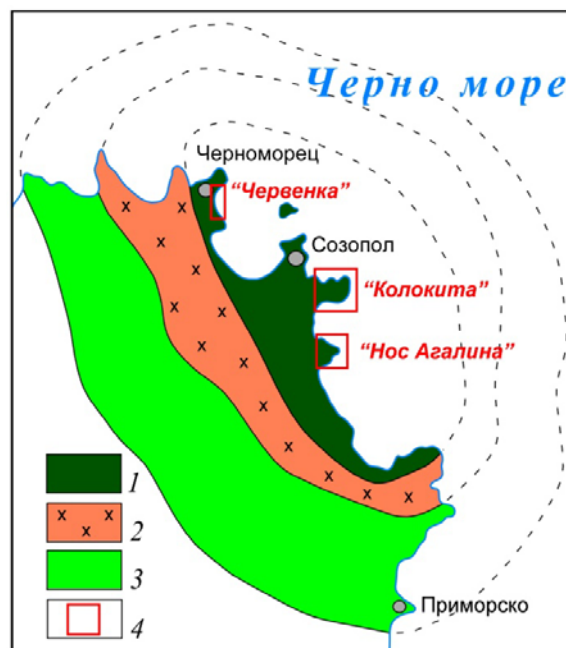 Черно море
Черноморец
“Червенка”
Созопол
“Колокита”
“Нос Агалина”
1
2
3
4
Приморско